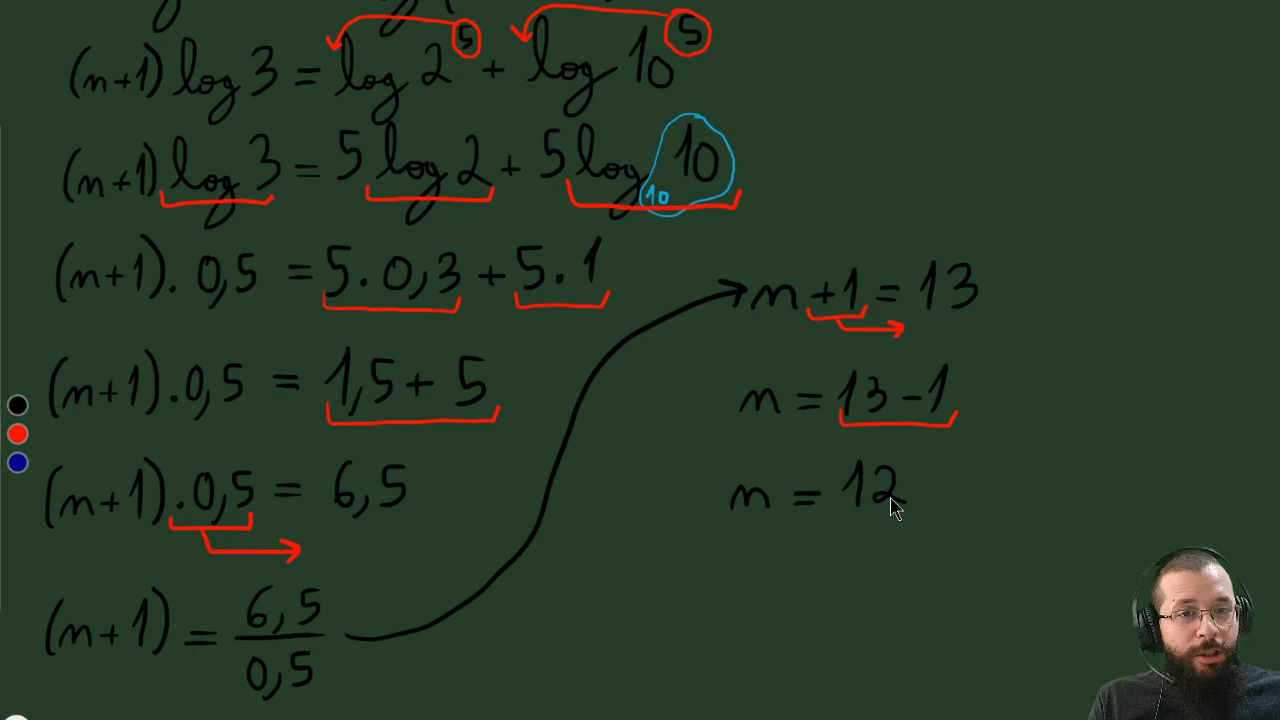 (n+1) log 3 = log 2⁵ + log 10⁵
(n+1) log 3 = 5 log 2 + 5 log₁₀ 10
(n+1) . 0,5 = 5 . 0,3 + 5 . 1
(n+1) . 0,5 = 1,5 + 5
(n+1) . 0,5 = 6,5
(n+1) = 6,5 / 0,5
n + 1 = 13
n = 13 - 1
n = 12